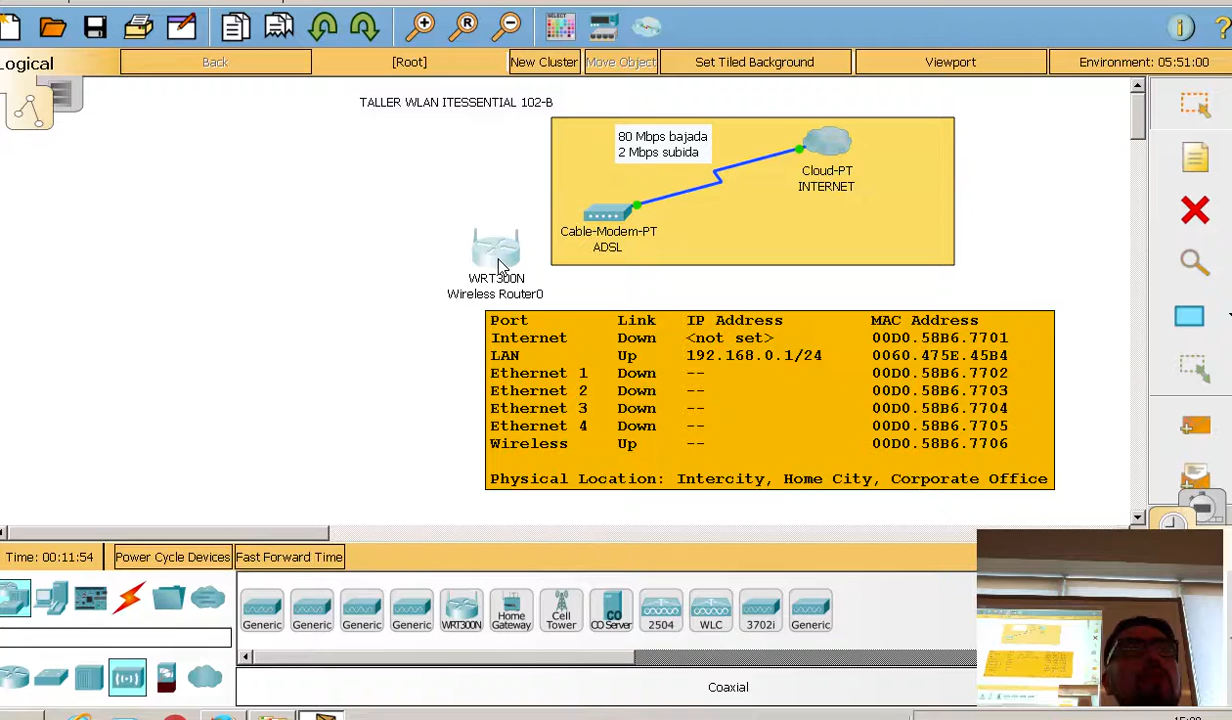 Logical
Back
[Root]
New Cluster
Move Object
Set Tiled Background
Viewport
Environment: 05:51:00
TALLER WLAN ITESSENTIAL 102-B
80 Mbps bajada
2 Mbps subida
Cloud-PT
INTERNET
Cable-Modem-PT
ADSL
WRT300N
Wireless Router0
Port Link IP Address MAC Address
Internet Down <not set> 00D0.58B6.7701
LAN Up 192.168.0.1/24 0060.475E.45B4
Ethernet 1 Down -- 00D0.58B6.7702
Ethernet 2 Down -- 00D0.58B6.7703
Ethernet 3 Down -- 00D0.58B6.7704
Ethernet 4 Down -- 00D0.58B6.7705
Wireless Up -- 00D0.58B6.7706
Physical Location: Intercity, Home City, Corporate Office
Time: 00:11:54
Power Cycle Devices
Fast Forward Time
SELECT
Generic
Generic
Generic
Generic
WRT300N
Home Gateway
Cell Tower
CO
CO Server
2504
WLC
3702i
Generic
Coaxial